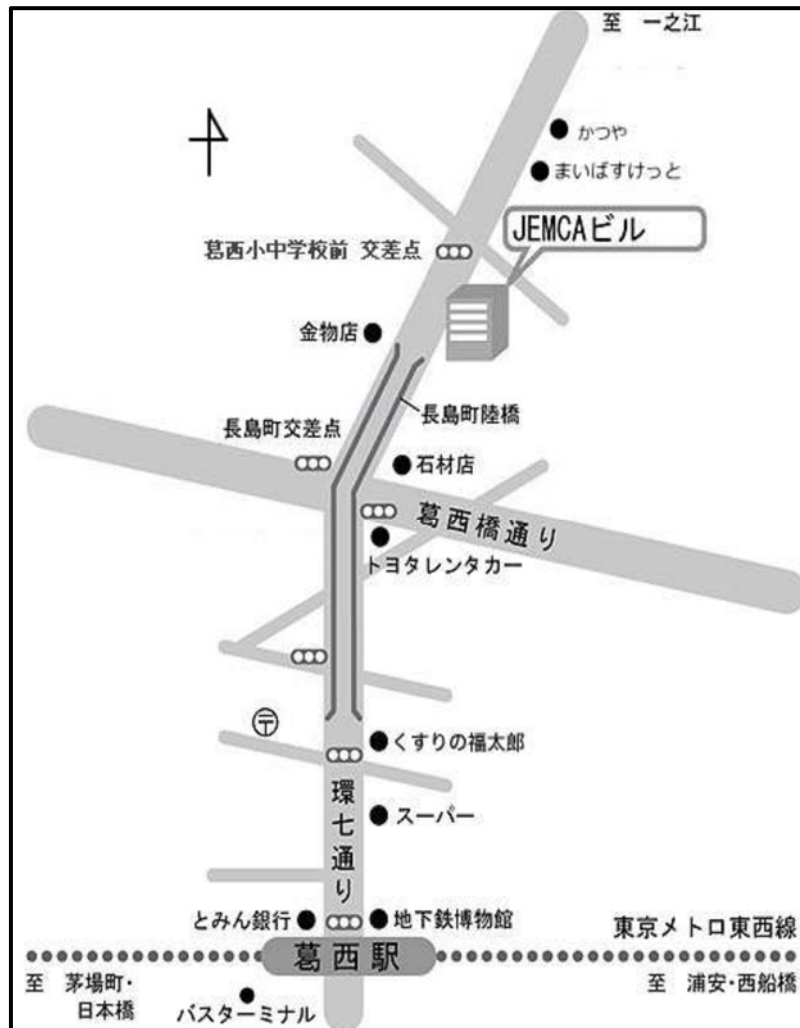 至 一之江
かつや
まいばすけっと
JEMCAビル
葛西小中学校前 交差点
金物店
長島町陸橋
長島町交差点
石材店
葛西橋通り
トヨタレンタカー
〒
くすりの福太郎
環七通り
スーパー
とみん銀行
地下鉄博物館
東京メトロ東西線
葛西駅
至 茅場町・
日本橋
至 浦安・西船橋
バスターミナル